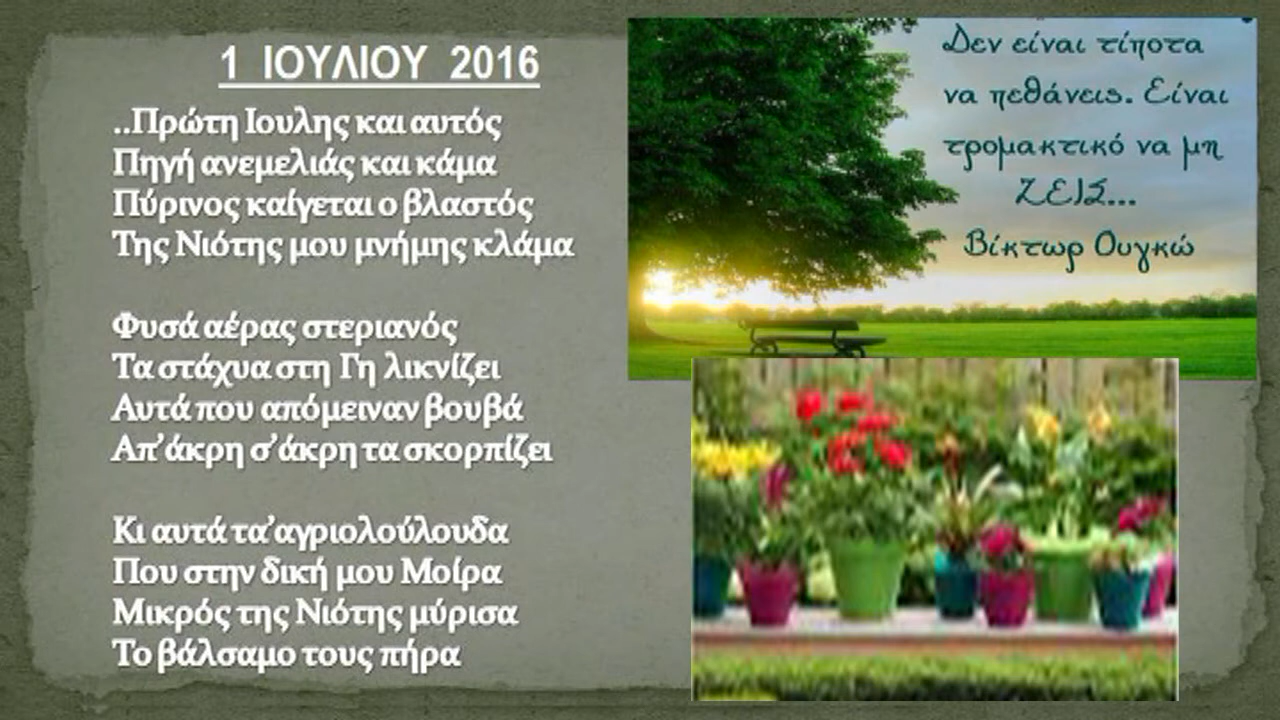 1 ΙΟΥΛΙΟΥ 2016
..Πρώτη Ιουλης και αυτός
Πηγή ανεμελιάς και κάμα
Πύρινος καίγεται ο βλαστός
Της Νιότης μου μνήμης κλάμα
Φυσά αέρας στεριανός
Τα στάχυα στη Γη λικνίζει
Αυτά που απόμειναν βουβά
Απ’άκρη σ’άκρη τα σκορπίζει
Κι αυτά τα’αγριολούλουδα
Που στην δική μου Μοίρα
Μικρός της Νιότης μύρισα
Το βάλσαμο τους πήρα
Δεν είναι τίποτα
να πεθάνεις. Είναι
τρομακτικό να μη
ΖΕΙΣ...
Βίκτωρ Ουγκώ